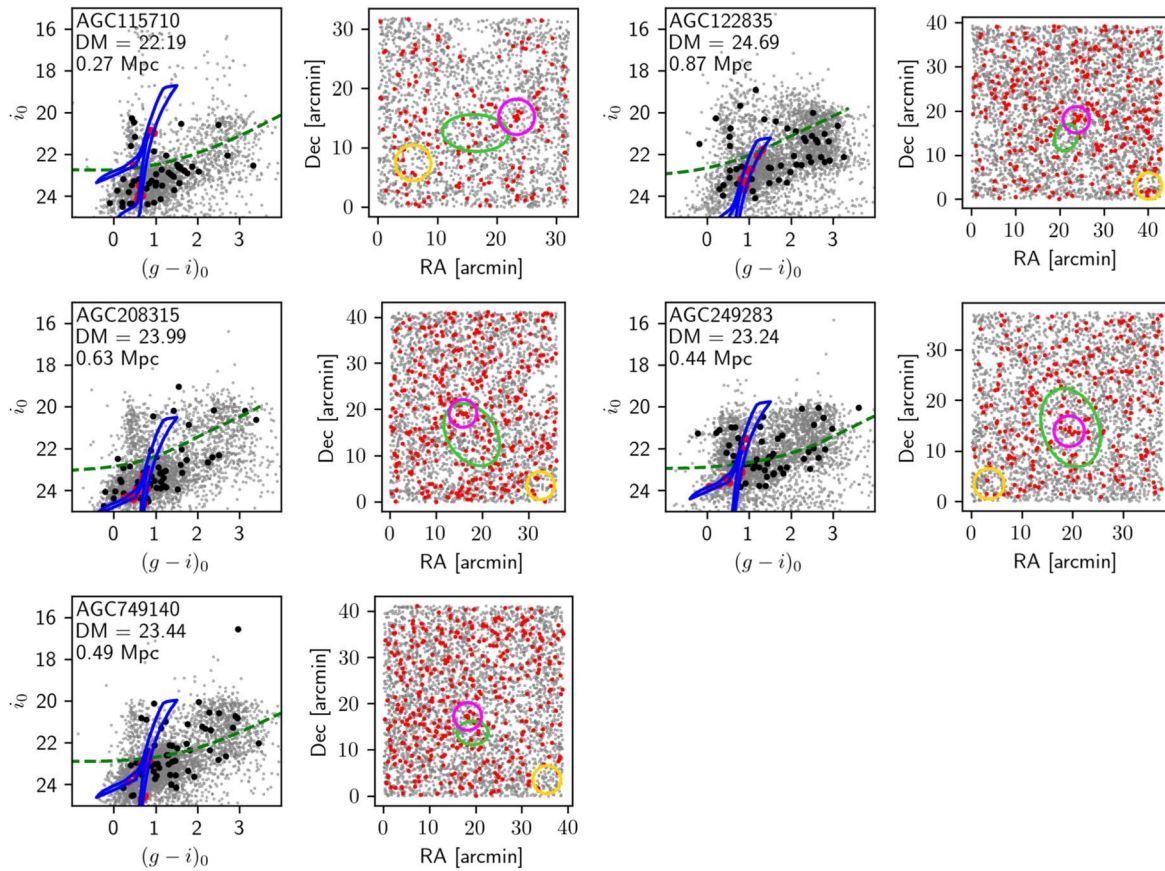 AGC115710
DM = 22.19
0.27 Mpc
16
18
20
22
24
i₀
0 1 2 3
(g − i)₀
30
20
10
0
Dec [arcmin]
0 10 20 30
RA [arcmin]
AGC122835
DM = 24.69
0.87 Mpc
16
18
20
22
24
i₀
0 1 2 3
(g − i)₀
40
30
20
10
0
Dec [arcmin]
0 10 20 30 40
RA [arcmin]
AGC208315
DM = 23.99
0.63 Mpc
16
18
20
22
24
i₀
0 1 2 3
(g − i)₀
40
30
20
10
0
Dec [arcmin]
0 10 20 30
RA [arcmin]
AGC249283
DM = 23.24
0.44 Mpc
16
18
20
22
24
i₀
0 1 2 3
(g − i)₀
30
20
10
0
Dec [arcmin]
0 10 20 30
RA [arcmin]
AGC749140
DM = 23.44
0.49 Mpc
16
18
20
22
24
i₀
0 1 2 3
(g − i)₀
40
30
20
10
0
Dec [arcmin]
0 10 20 30 40
RA [arcmin]